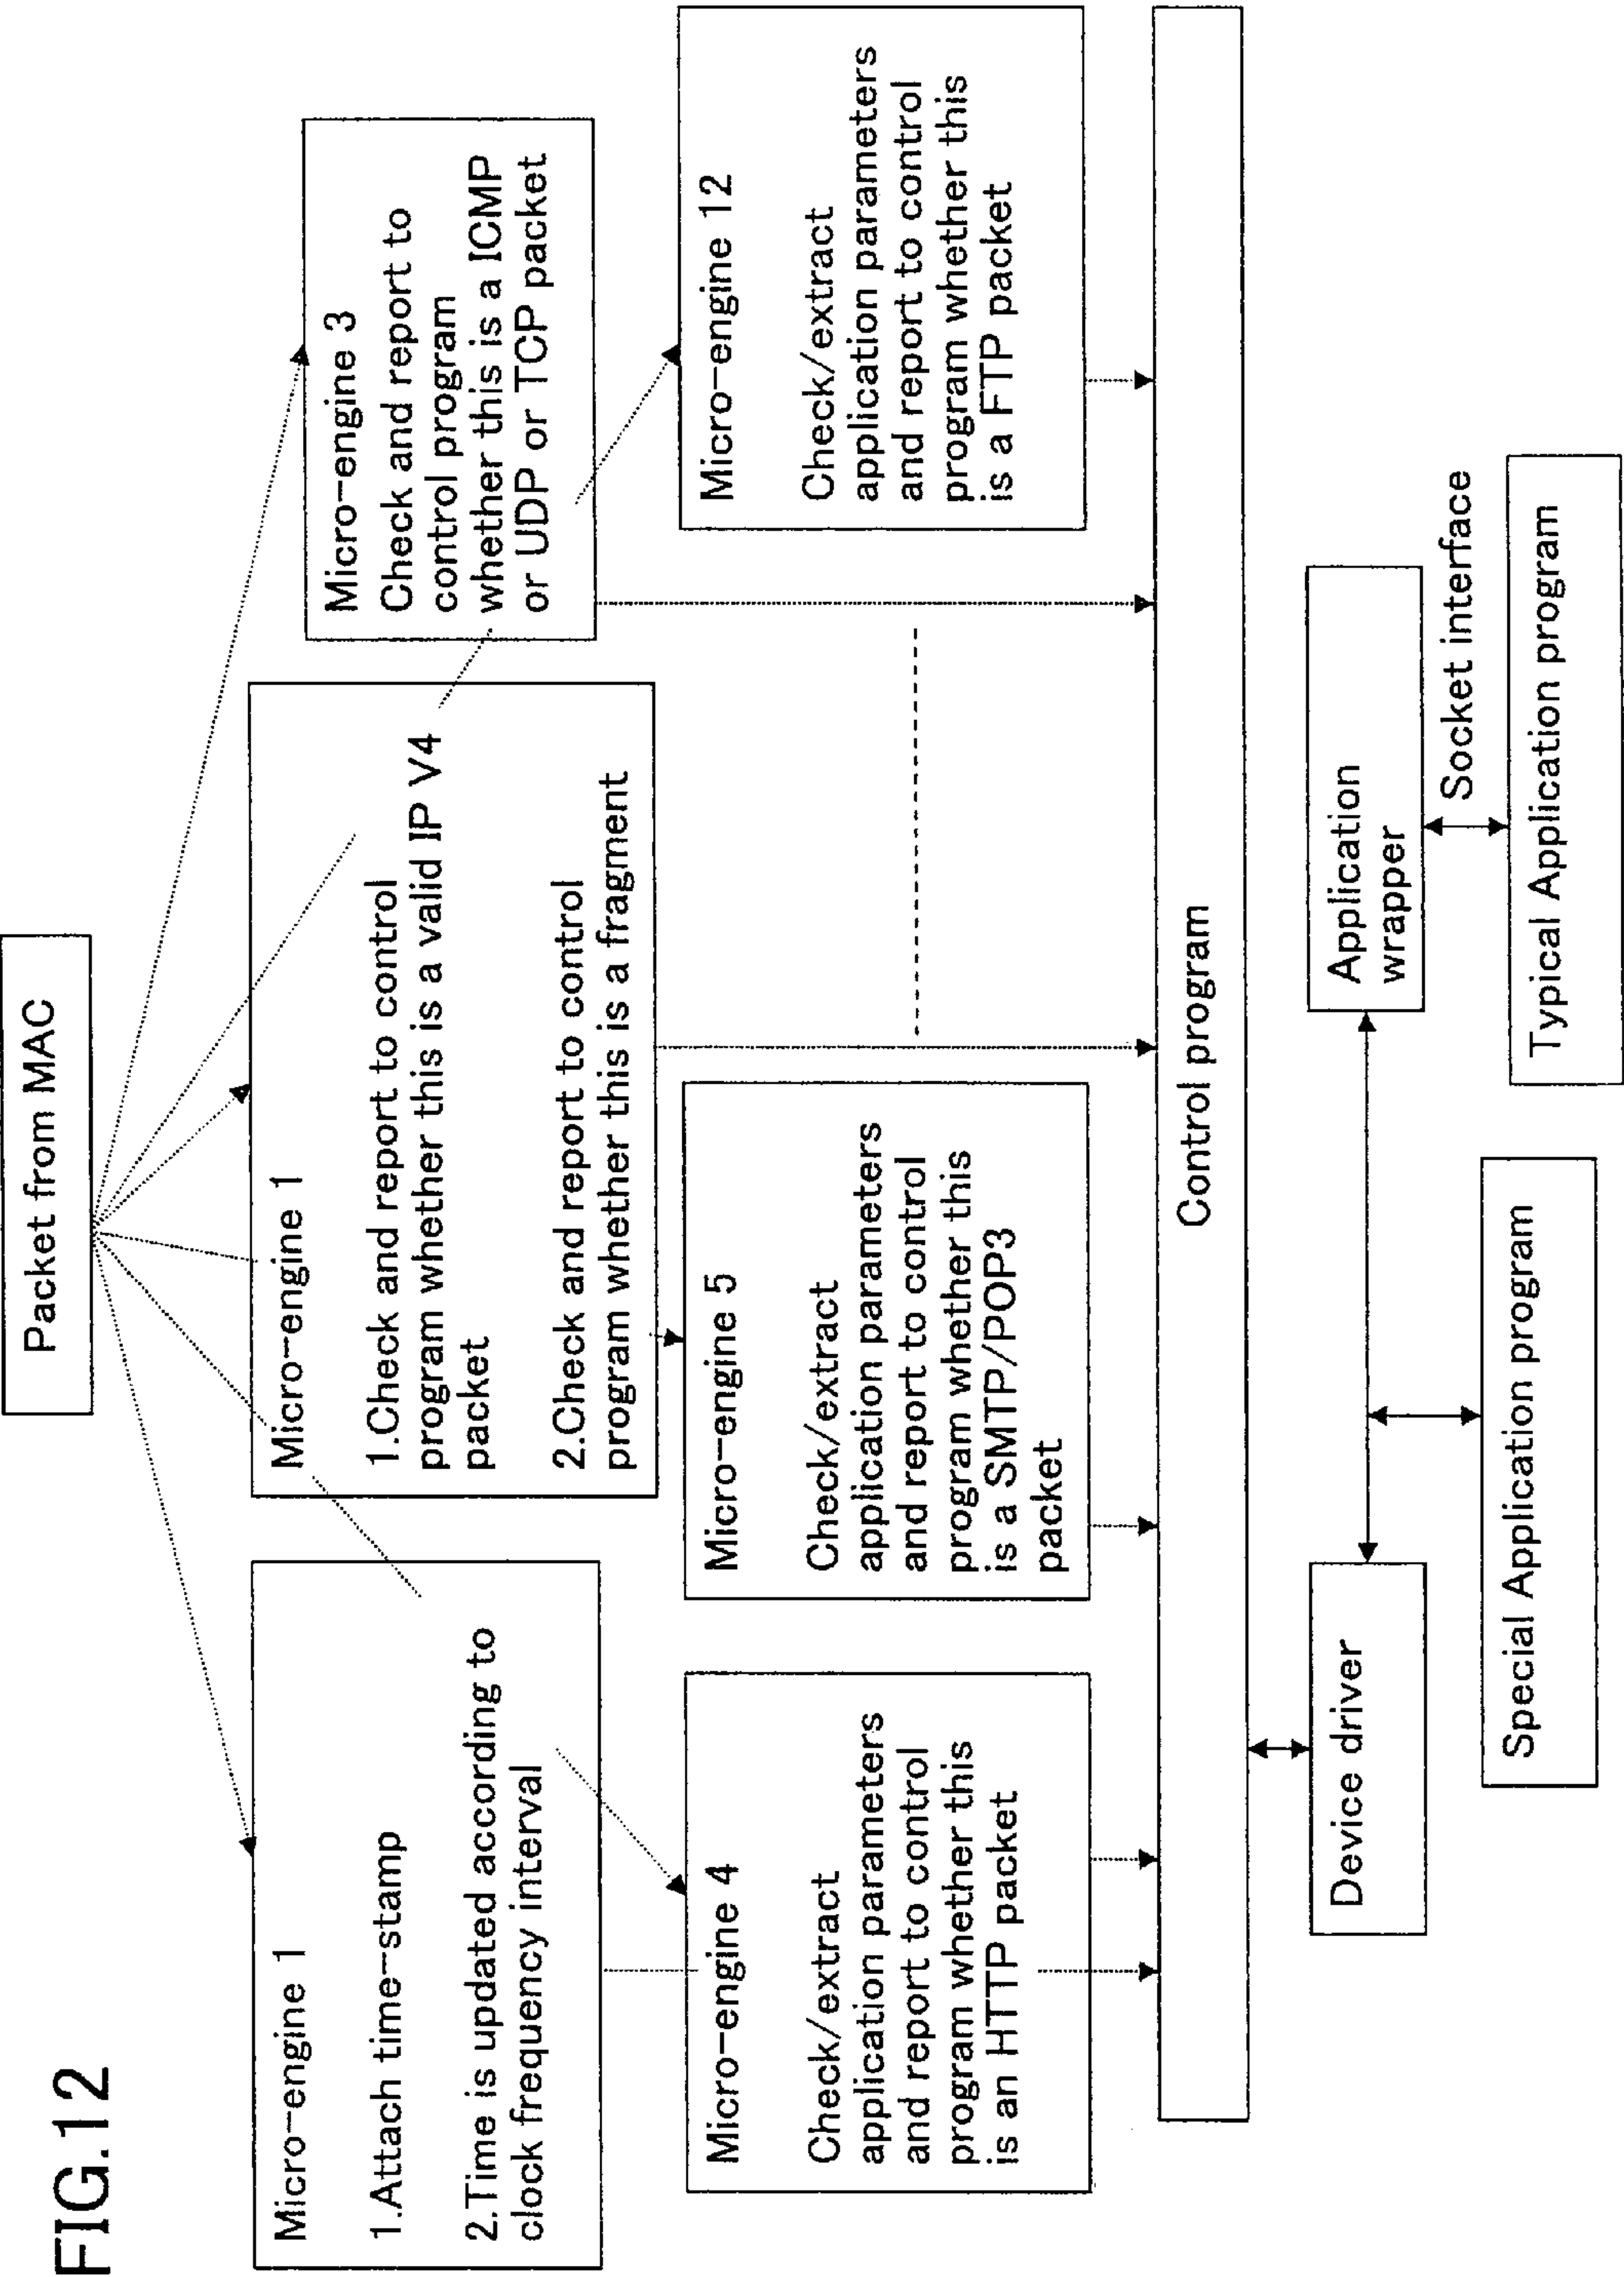 FIG.12
Packet from MAC
Micro-engine 1
1.Attach time-stamp
2.Time is updated according to
clock frequency interval
Micro-engine 1
1.Check and report to control
program whether this is a valid IP V4
packet
2.Check and report to control
program whether this is a fragment
Micro-engine 3
Check and report to
control program
whether this is a ICMP
or UDP or TCP packet
Micro-engine 4
Check/extract
application parameters
and report to control
program whether this
is an HTTP packet
Micro-engine 5
Check/extract
application parameters
and report to control
program whether this
is a SMTP/POP3
packet
Micro-engine 12
Check/extract
application parameters
and report to control
program whether this
is a FTP packet
Control program
Device driver
Application
wrapper
Socket interface
Special Application program
Typical Application program